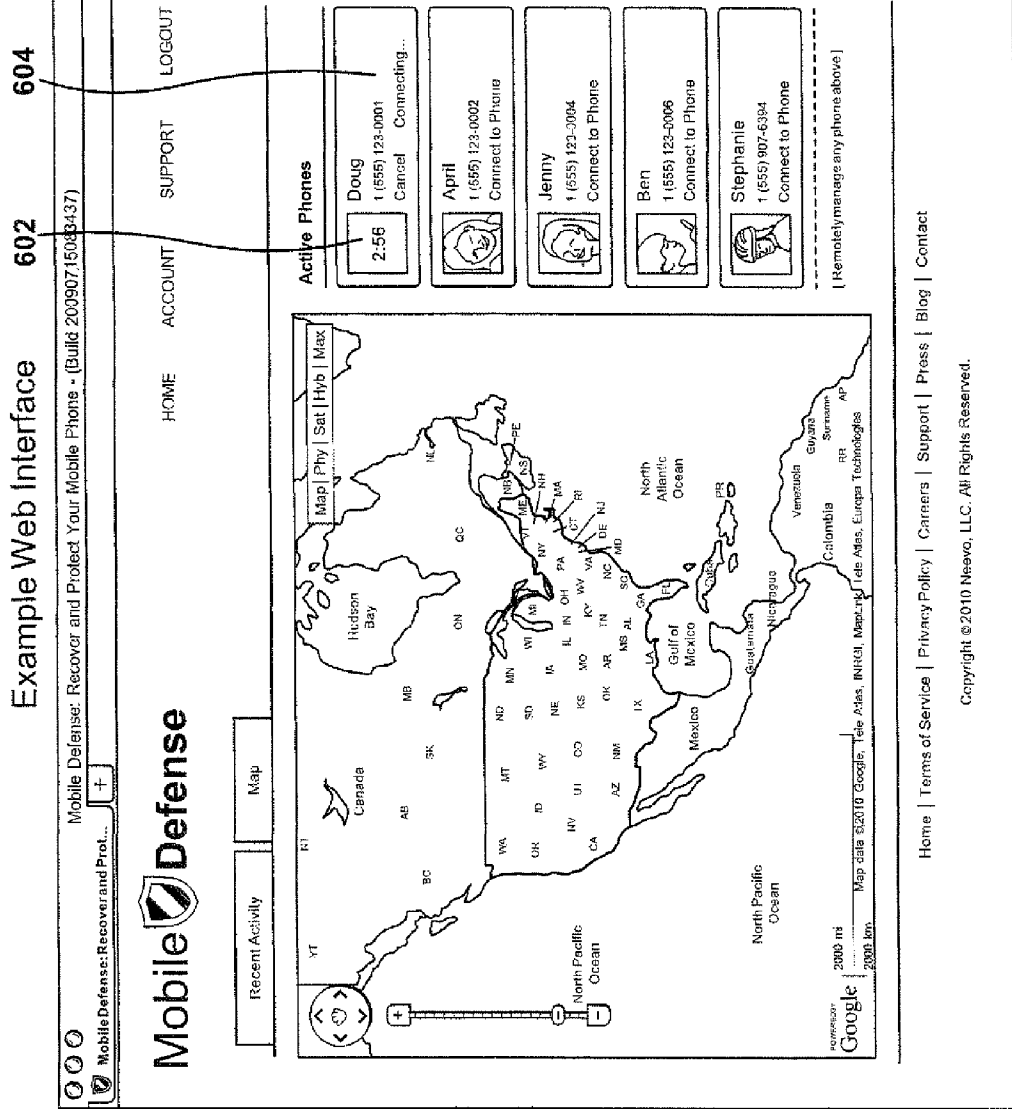 Example Web Interface
602
604
Mobile Defense: Recover and Protect Your Mobile Phone - (Build 20090715083437)
Mobile Defense: Recover and Prot...
+
Mobile Defense
HOME ACCOUNT SUPPORT LOGOUT
Recent Activity
Map
Map | Phy | Sat | Hyb | Max
YT
NT
Hudson
Bay
Canada
BC
AB
SK
MB
ON
QC
NL
WA
MT
ND
MN
OR
ID
WY
SD
WI
MI
NY
VT
ME
NB
NS
PE
NH
MA
RI
CT
NJ
DE
MD
NV
UT
CO
NE
IA
IL
IN
OH
PA
CA
KS
MO
KY
WV
VA
AZ
NM
OK
AR
TN
NC
TX
MS
AL
SC
GA
LA
FL
North Pacific
Ocean
North
Atlantic
Ocean
Gulf of
Mexico
Mexico
Cuba
PR
Guatemala
Nicaragua
Venezuela
Guyana
Suriname
Colombia
RR
AP
North Pacific
Ocean
+
-
-
POWERED BY
Google
2000 mi
2000 km
Map data ©2010 Google, Tele Atlas, INRGI, MapLink/Tele Atlas, Europa Technologies
Active Phones
2:56
Doug
1 (555) 123-0001
Cancel Connecting...
April
1 (555) 123-0002
Connect to Phone
Jenny
1 (555) 123-0004
Connect to Phone
Ben
1 (555) 123-0006
Connect to Phone
Stephanie
1 (555) 907-6394
Connect to Phone
[ Remotely manage any phone above ]
Home | Terms of Service | Privacy Policy | Careers | Support | Press | Blog | Contact
Copyright © 2010 Neevo, LLC. All Rights Reserved.